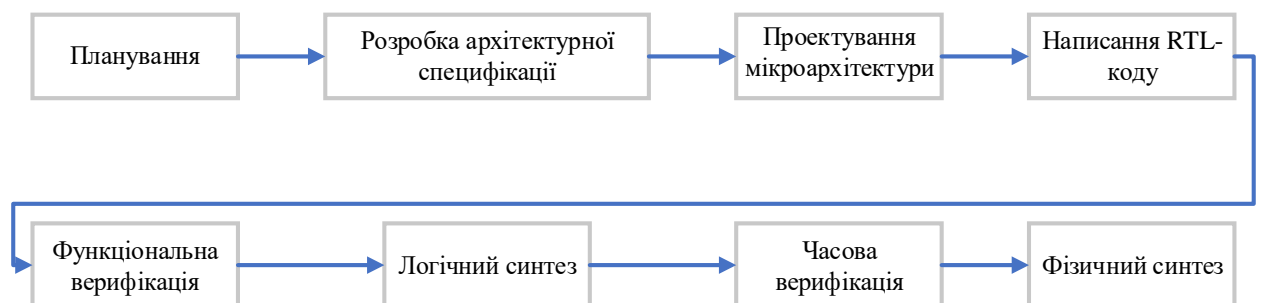 Планування
Розробка архітектурної
специфікації
Проектування
мікроархітектури
Написання RTL-
коду
Функціональна
верифікація
Логічний синтез
Часова
верифікація
Фізичний синтез